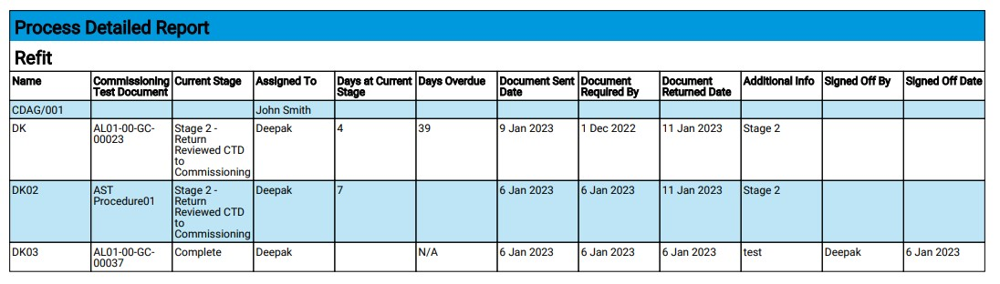 Process Detailed Report
Refit
Name Commissioning Test Document Current Stage Assigned To Days at Current Stage Days Overdue Document Sent Date Document Required By Document Returned Date Additional Info Signed Off By Signed Off Date
CDAG/001 John Smith
DK AL01-00-GC-00023 Stage 2 - Return Reviewed CTD to Commissioning Deepak 4 39 9 Jan 2023 1 Dec 2022 11 Jan 2023 Stage 2
DK02 AST Procedure01 Stage 2 - Return Reviewed CTD to Commissioning Deepak 7 6 Jan 2023 6 Jan 2023 11 Jan 2023 Stage 2
DK03 AL01-00-GC-00037 Complete Deepak N/A 6 Jan 2023 6 Jan 2023 6 Jan 2023 test Deepak 6 Jan 2023